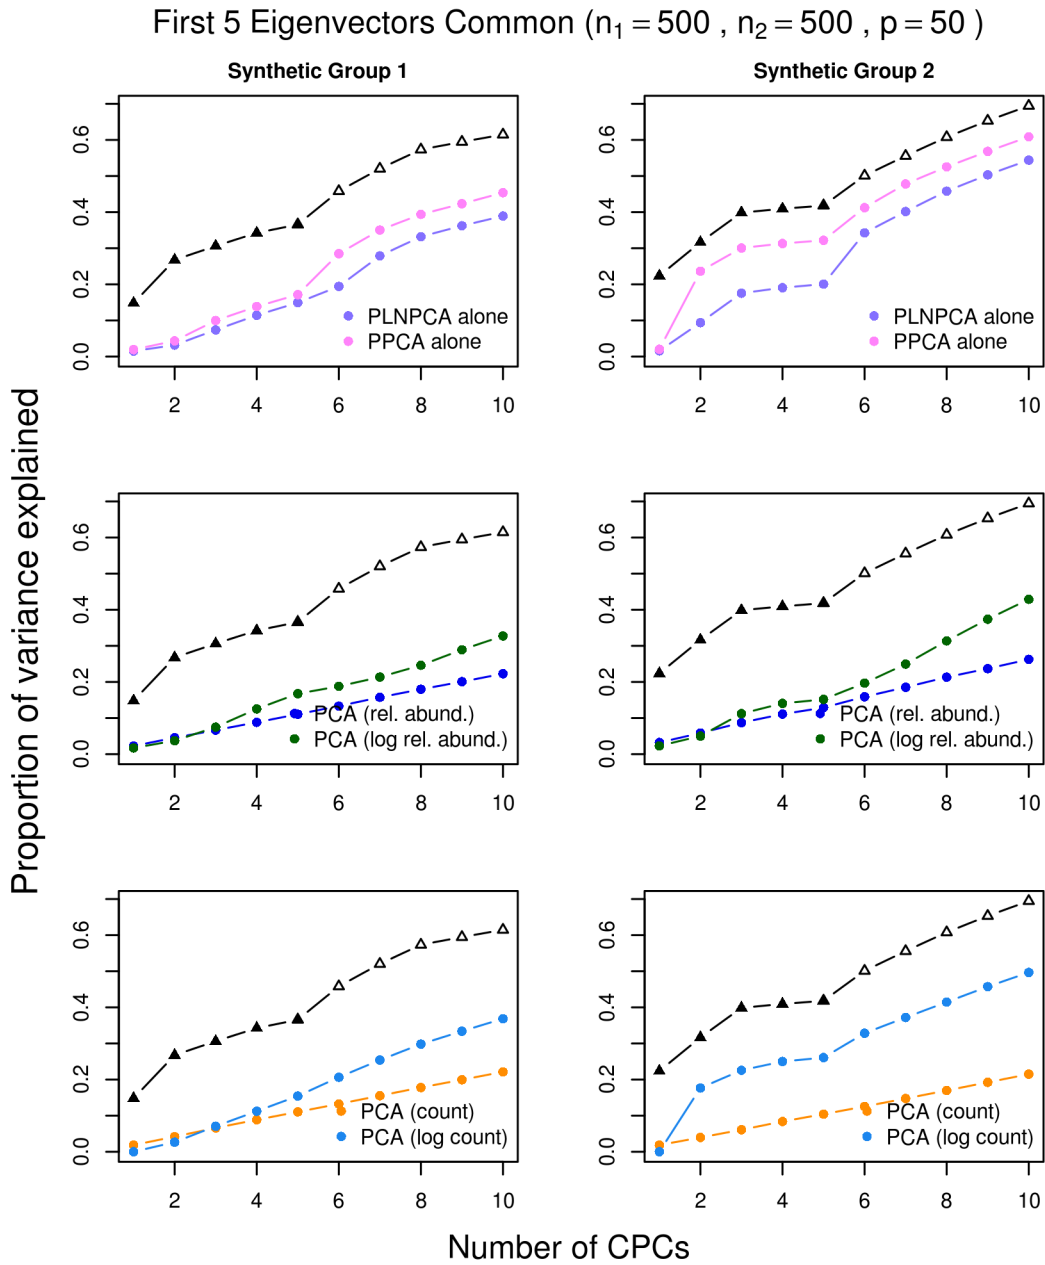 First 5 Eigenvectors Common (n₁ = 500 , n₂ = 500 , p = 50 )
Synthetic Group 1
Synthetic Group 2
Proportion of variance explained
0.6
0.4
0.2
0.0
PLNPCA alone
PPCA alone
2 4 6 8 10
0.6
0.4
0.2
0.0
PLNPCA alone
PPCA alone
2 4 6 8 10
0.6
0.4
0.2
0.0
PCA (rel. abund.)
PCA (log rel. abund.)
2 4 6 8 10
0.6
0.4
0.2
0.0
PCA (rel. abund.)
PCA (log rel. abund.)
2 4 6 8 10
0.6
0.4
0.2
0.0
PCA (count)
PCA (log count)
2 4 6 8 10
0.6
0.4
0.2
0.0
PCA (count)
PCA (log count)
2 4 6 8 10
Number of CPCs